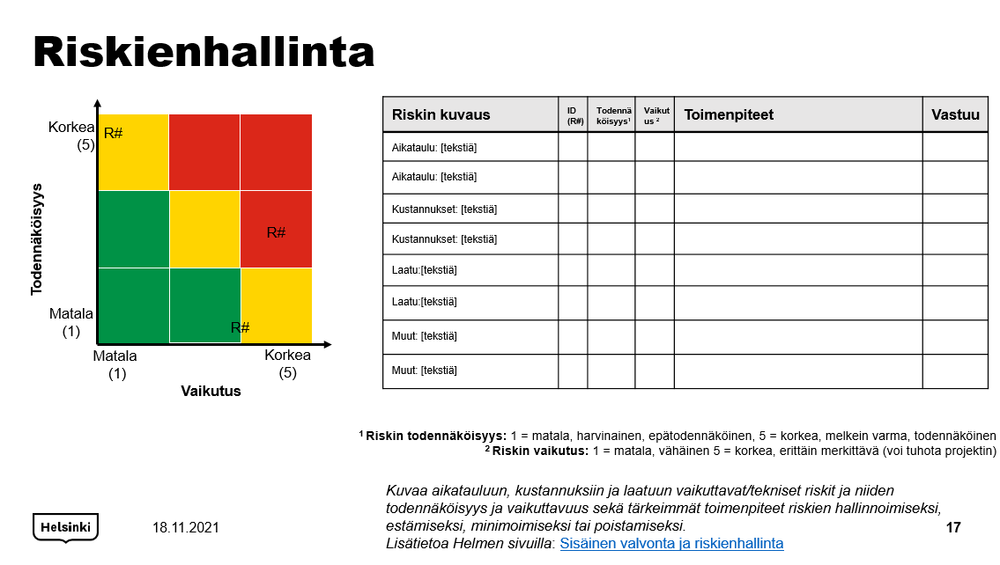 Riskienhallinta
Korkea
(5)
R#
R#
R#
Todennäköisyys
Matala
(1)
Matala
(1)
Korkea
(5)
Vaikutus
Riskin kuvaus
ID
(R#)
Todennä
köisyys¹
Vaikut
us ²
Toimenpiteet
Vastuu
Aikataulu: [tekstiä]
Aikataulu: [tekstiä]
Kustannukset: [tekstiä]
Kustannukset: [tekstiä]
Laatu:[tekstiä]
Laatu:[tekstiä]
Muut: [tekstiä]
Muut: [tekstiä]
¹ Riskin todennäköisyys: 1 = matala, harvinainen, epätodennäköinen, 5 = korkea, melkein varma, todennäköinen
² Riskin vaikutus: 1 = matala, vähäinen 5 = korkea, erittäin merkittävä (voi tuhota projektin)
Kuvaa aikatauluun, kustannuksiin ja laatuun vaikuttavat/tekniset riskit ja niiden
todennäköisyys ja vaikuttavuus sekä tärkeimmät toimenpiteet riskien hallinnoimiseksi,
estämiseksi, minimoimiseksi tai poistamiseksi.
Lisätietoa Helmen sivuilla: Sisäinen valvonta ja riskienhallinta
Helsinki
18.11.2021
17